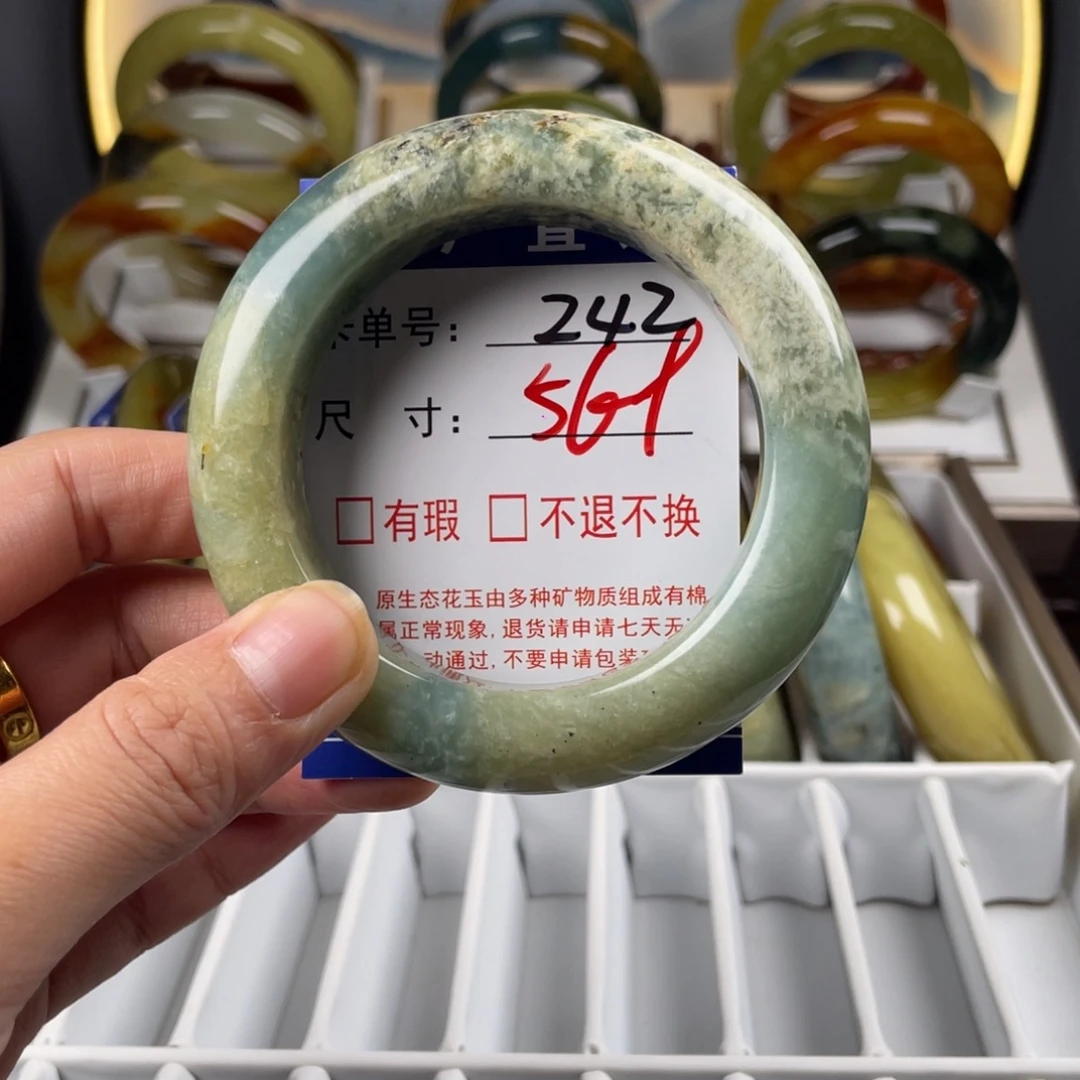 直
单号: 242
尺 寸: 561
□有瑕 □不退不换
原生态花玉由多种矿物质组成有棉
属正常现象,退货请申请七天无
动通过,不要申请包装